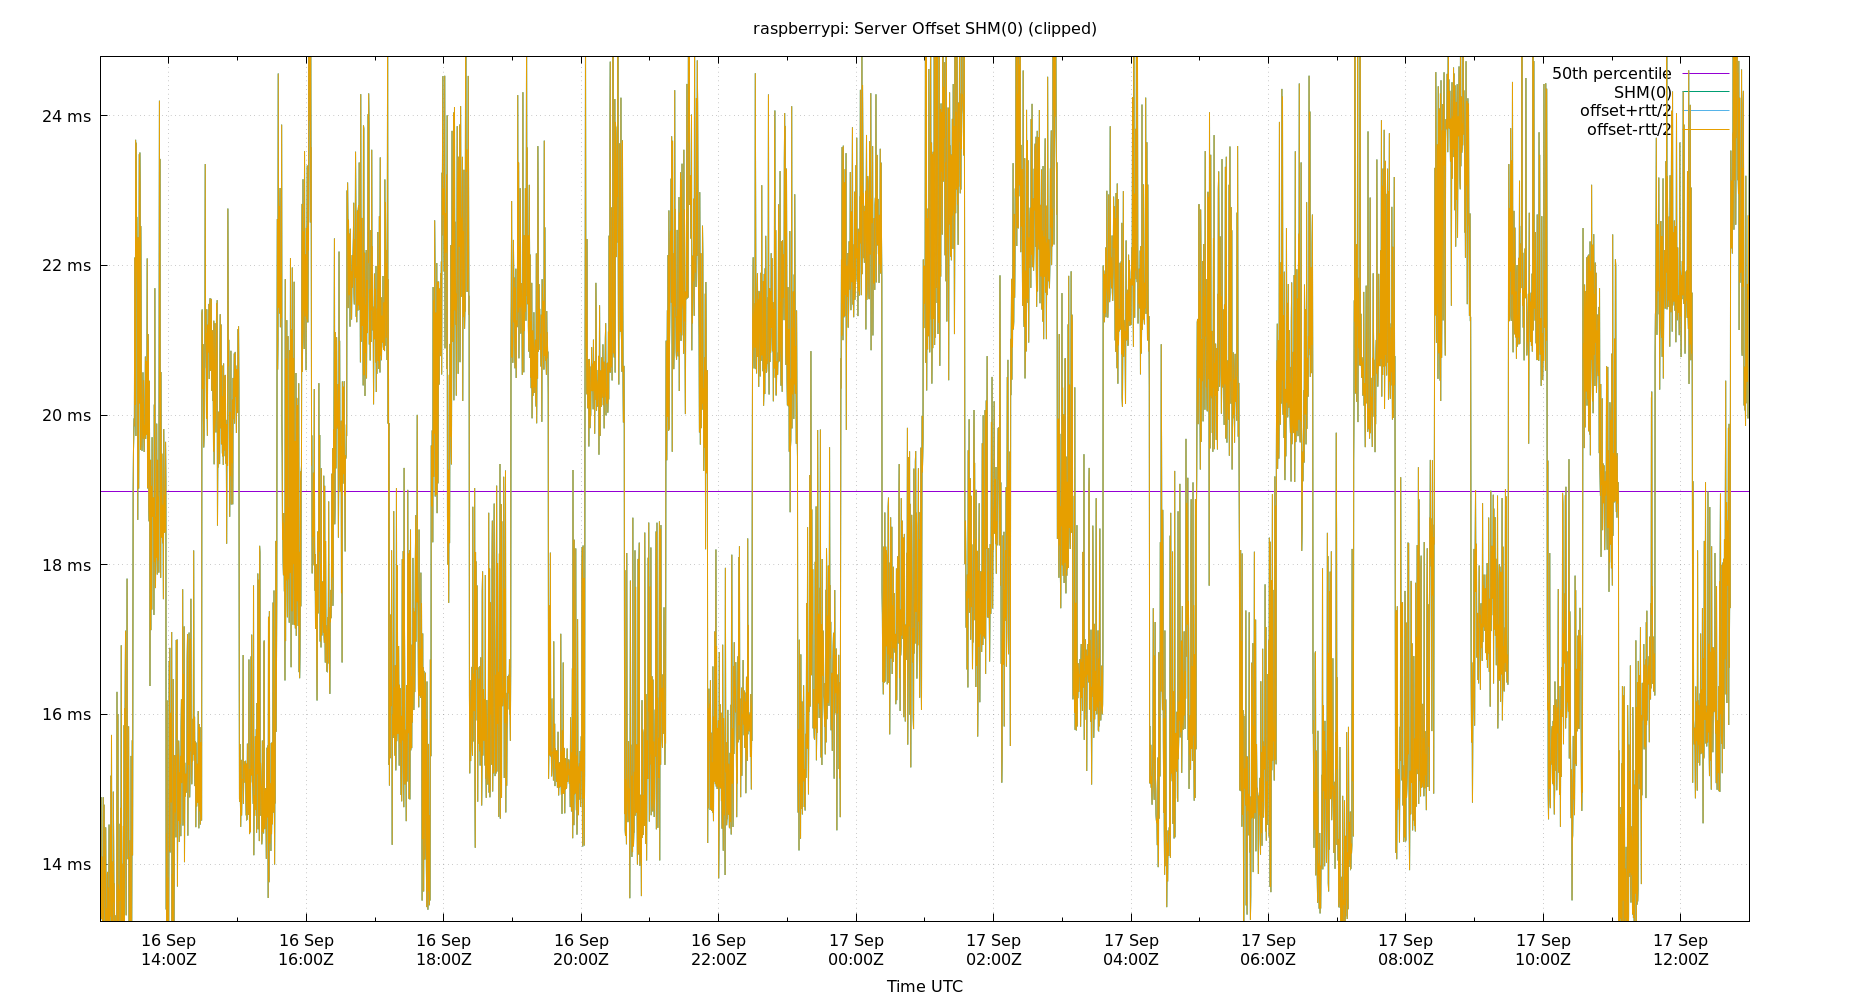 raspberrypi: Server Offset SHM(0) (clipped)
50th percentile
SHM(0)
offset+rtt/2
offset-rtt/2
24 ms
22 ms
20 ms
18 ms
16 ms
14 ms
16 Sep 16 Sep 16 Sep 16 Sep 16 Sep 17 Sep 17 Sep 17 Sep 17 Sep 17 Sep 17 Sep 17 Sep
14:00Z 16:00Z 18:00Z 20:00Z 22:00Z 00:00Z 02:00Z 04:00Z 06:00Z 08:00Z 10:00Z 12:00Z
Time UTC